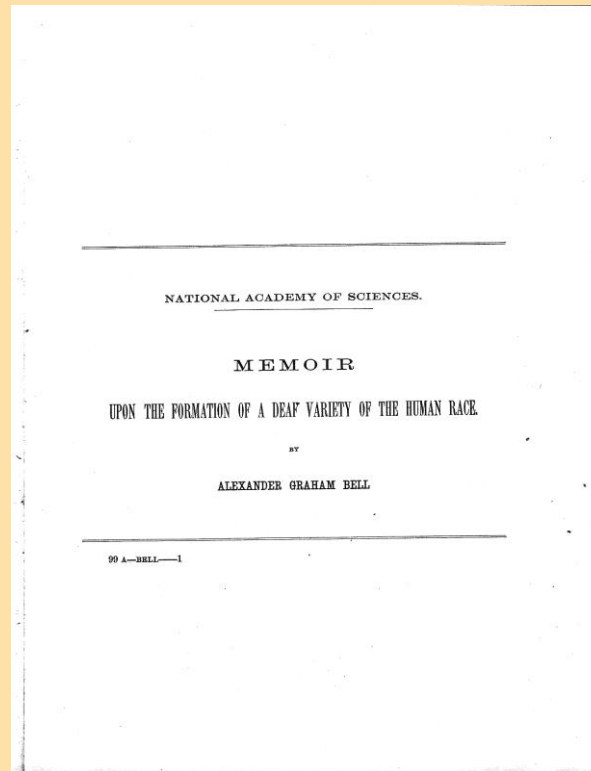 NATIONAL ACADEMY OF SCIENCES.
MEMOIR
UPON THE FORMATION OF A DEAF VARIETY OF THE HUMAN RACE.
BY
ALEXANDER GRAHAM BELL
99 A—BELL——1